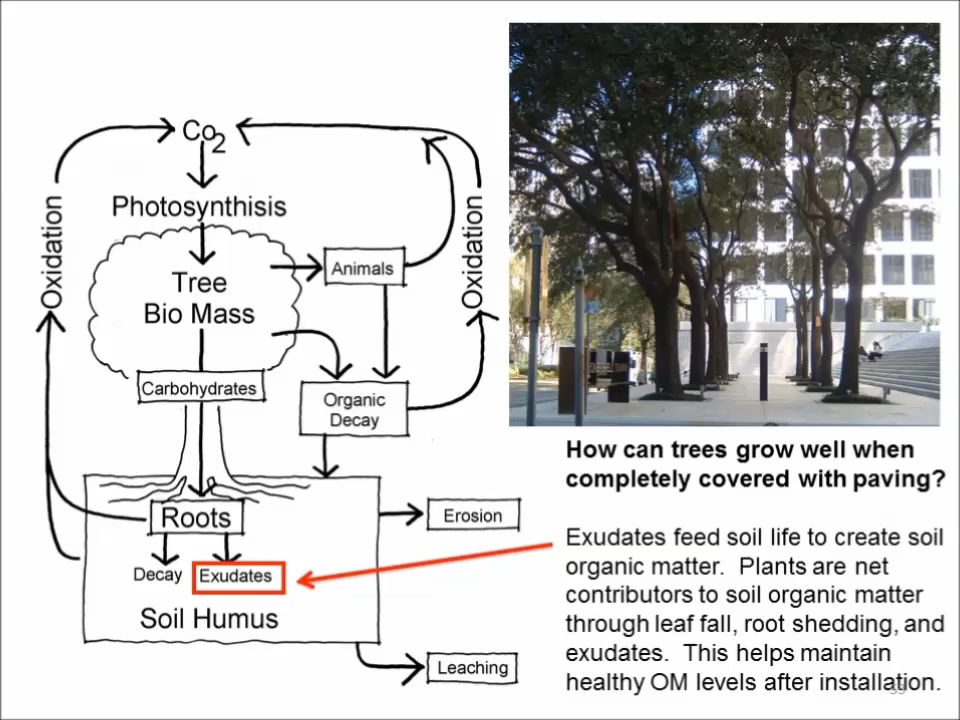 Co2
Photosynthisis
Oxidation
Oxidation
Tree
Bio Mass
Animals
Carbohydrates
Organic
Decay
Roots
Decay
Exudates
Soil Humus
Erosion
Leaching
How can trees grow well when
completely covered with paving?
Exudates feed soil life to create soil
organic matter.  Plants are net
contributors to soil organic matter
through leaf fall, root shedding, and
exudates.  This helps maintain
healthy OM levels after installation.